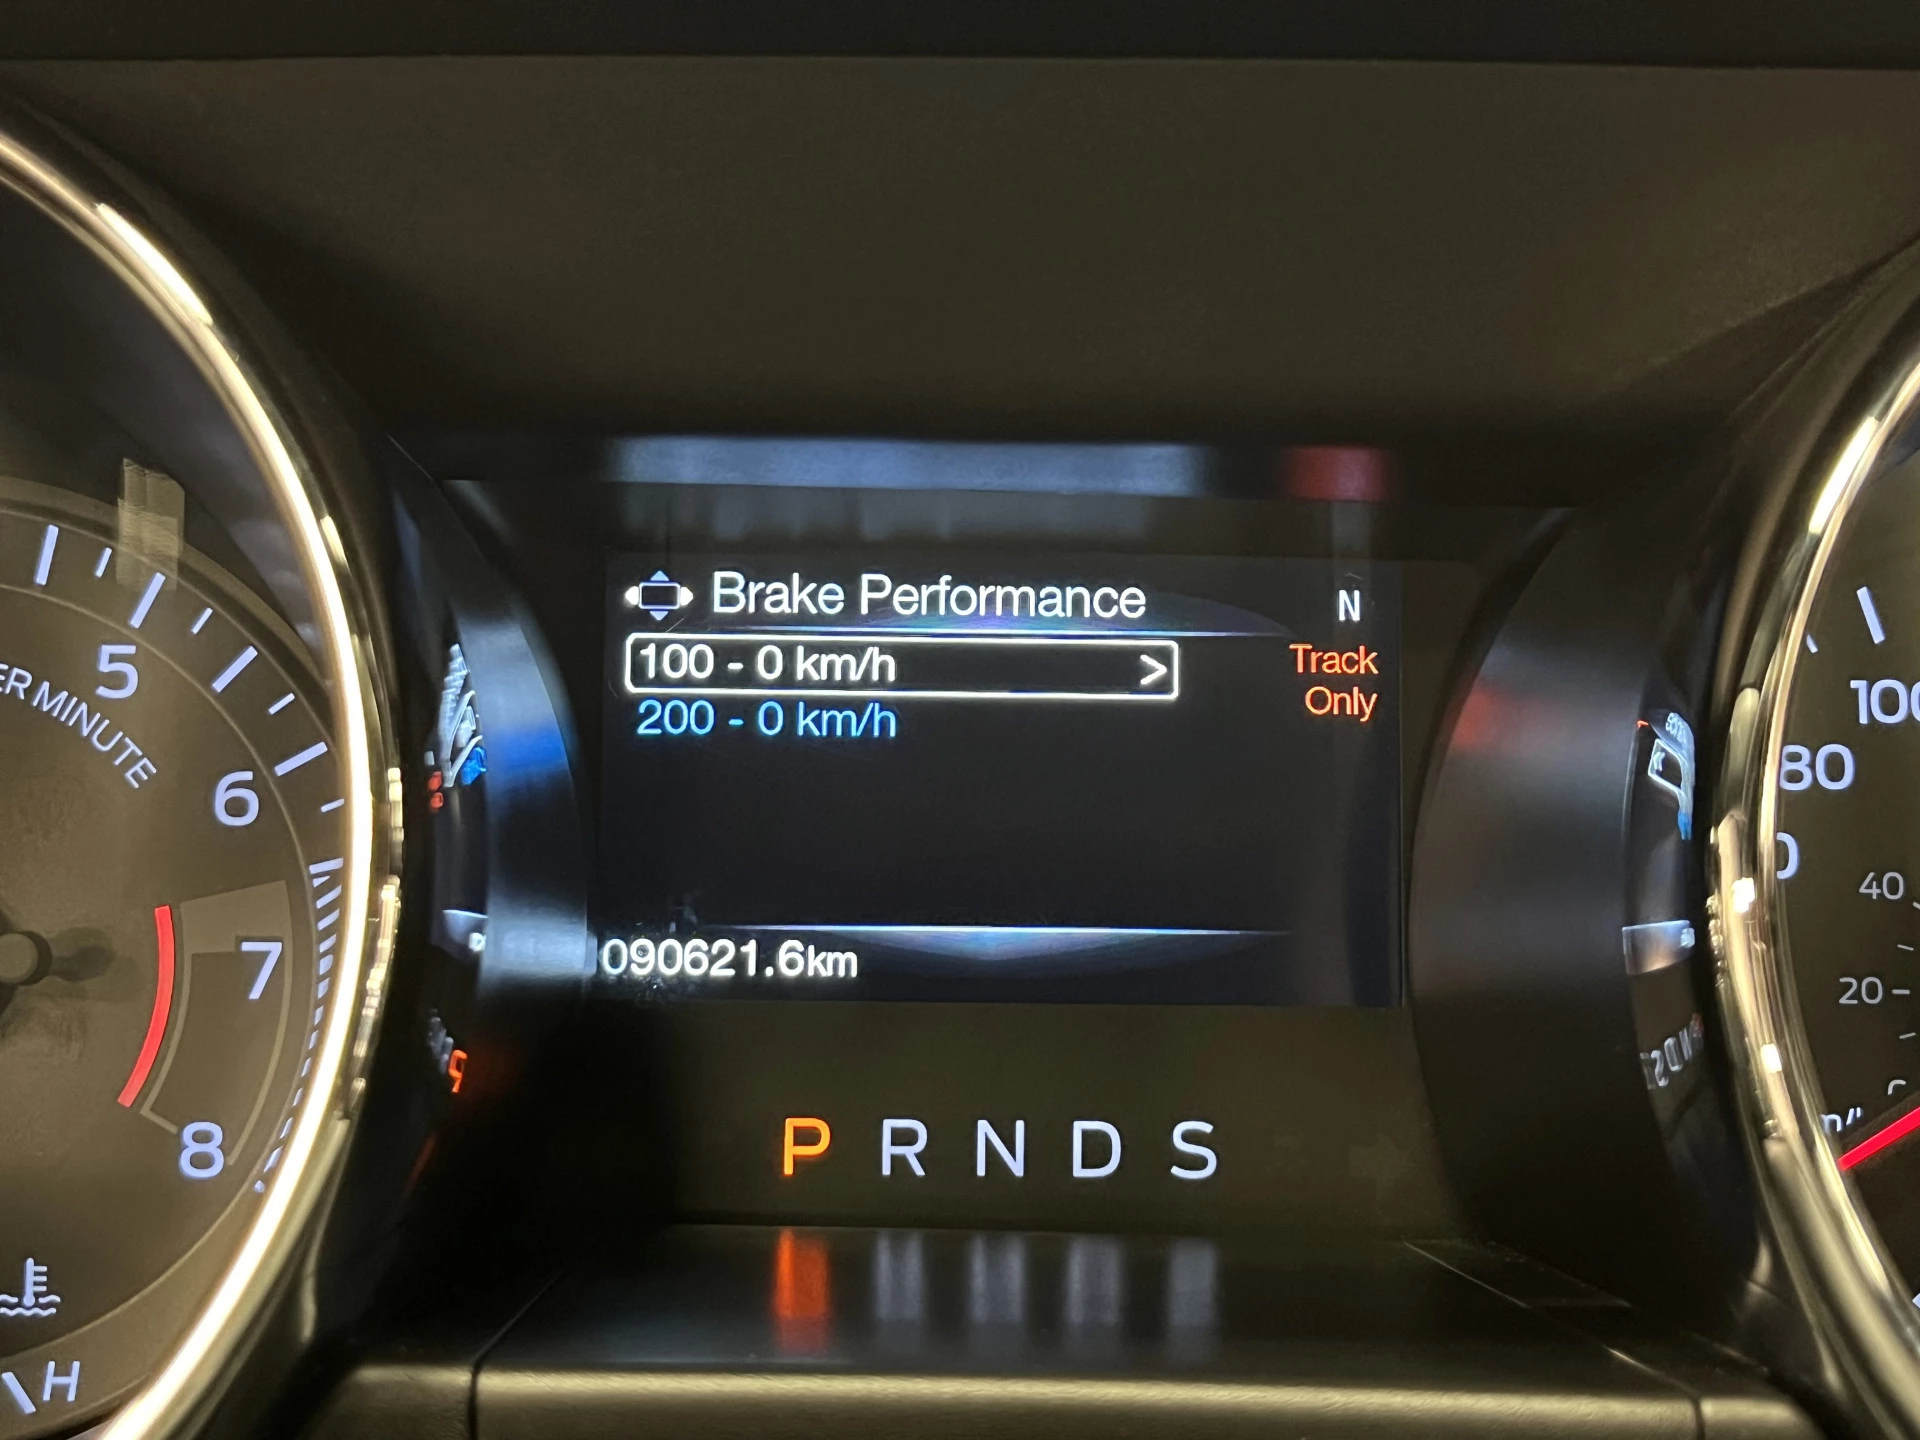 Brake Performance
N
100 - 0 km/h >
Track
Only
200 - 0 km/h
090621.6km
P R N D S
5
6
7
8
MINUTE
H
100
80
40
20